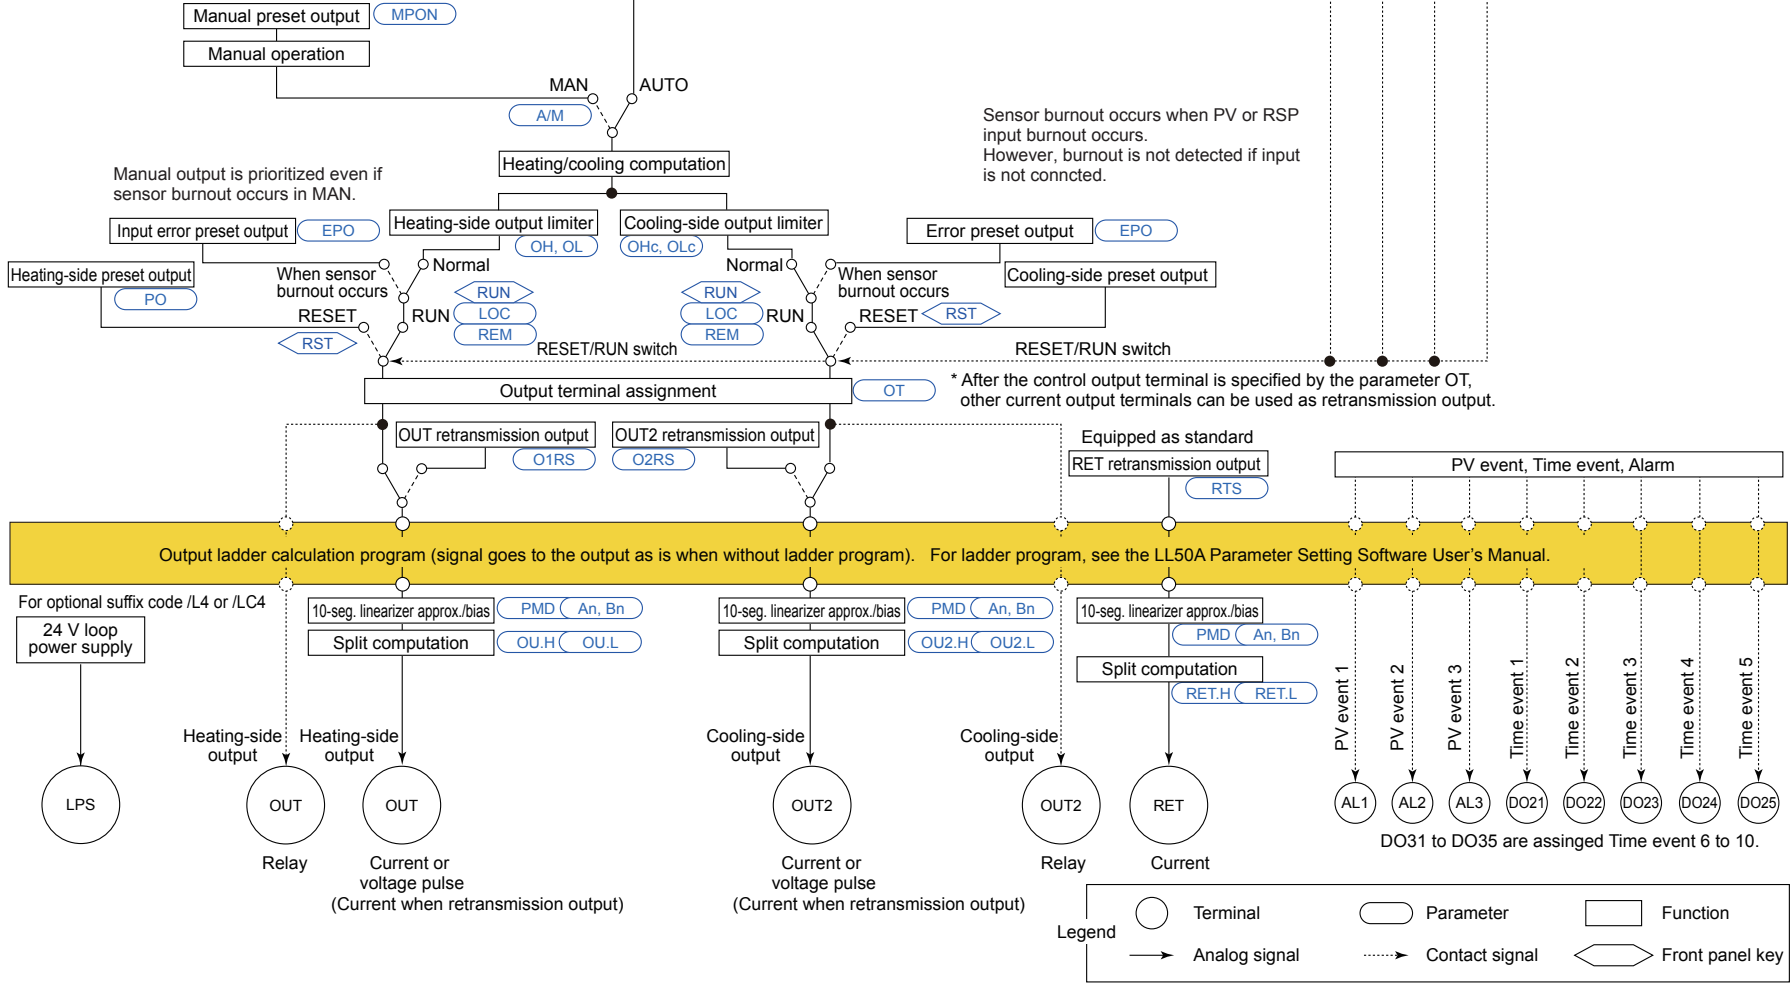 Manual preset output MPON
Manual operation
MAN AUTO
A/M
Sensor burnout occurs when PV or RSP
input burnout occurs.
However, burnout is not detected if input
is not conncted.
Heating/cooling computation
Manual output is prioritized even if
sensor burnout occurs in MAN.
Input error preset output EPO
Heating-side output limiter
OH, OL
Cooling-side output limiter
OHc, OLc
Error preset output EPO
Heating-side preset output
PO
When sensor
burnout occurs
Normal
Normal
When sensor
burnout occurs
Cooling-side preset output
RUN
LOC
REM
RUN
LOC
REM
RESET RUN
RST
RUN RESET RST
RESET/RUN switch
RESET/RUN switch
Output terminal assignment OT
* After the control output terminal is specified by the parameter OT,
other current output terminals can be used as retransmission output.
OUT retransmission output
O1RS
OUT2 retransmission output
O2RS
Equipped as standard
RET retransmission output
RTS
PV event, Time event, Alarm
Output ladder calculation program (signal goes to the output as is when without ladder program). For ladder program, see the LL50A Parameter Setting Software User's Manual.
For optional suffix code /L4 or /LC4
24 V loop
power supply
10-seg. linearizer approx./bias PMD An, Bn
Split computation OU.H OU.L
10-seg. linearizer approx./bias PMD An, Bn
Split computation OU2.H OU2.L
10-seg. linearizer approx./bias
PMD An, Bn
Split computation
RET.H RET.L
PV event 1
PV event 2
PV event 3
Time event 1
Time event 2
Time event 3
Time event 4
Time event 5
Heating-side
output
Heating-side
output
Cooling-side
output
Cooling-side
output
LPS OUT OUT OUT2 OUT2 RET AL1 AL2 AL3 DO21 DO22 DO23 DO24 DO25
DO31 to DO35 are assinged Time event 6 to 10.
Relay
Current or
voltage pulse
(Current when retransmission output)
Current or
voltage pulse
(Current when retransmission output)
Relay
Current
Legend
Terminal Parameter Function
Analog signal Contact signal Front panel key